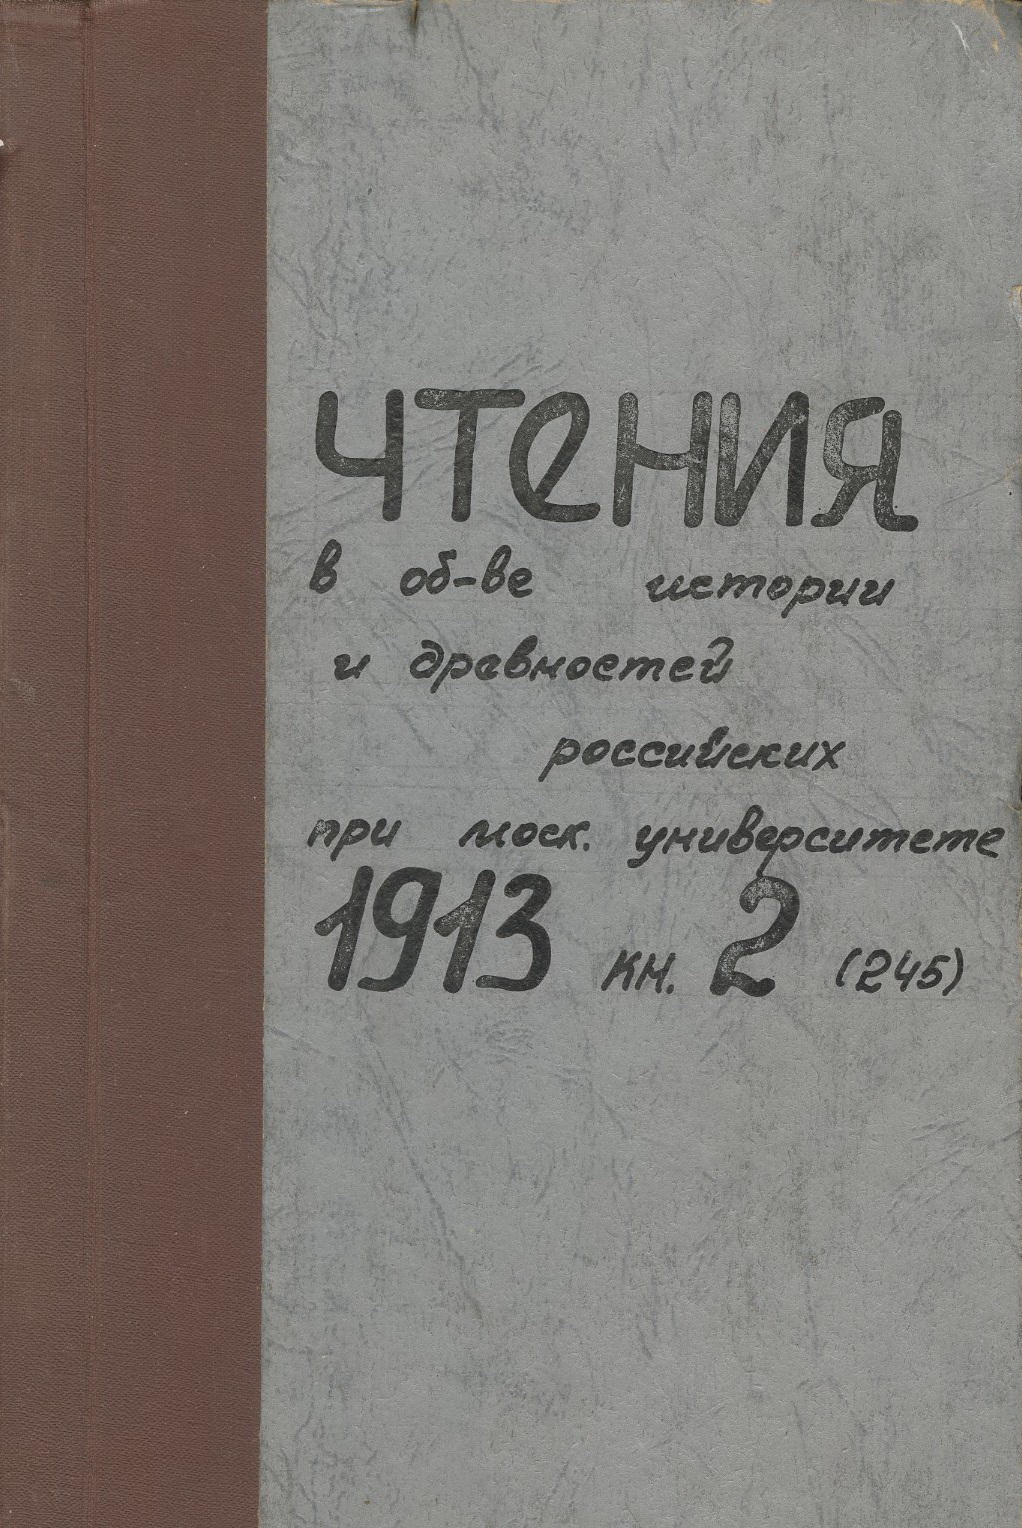 чтения
в об-ве истории
и древностей
российских
при моск. университете
1913 кн. 2 (245)